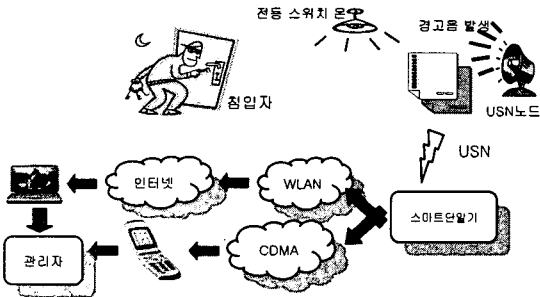 전등 스위치 온
경고음 발생
침입자
USN노드
USN
인터넷
WLAN
스마트단말기
관리자
CDMA